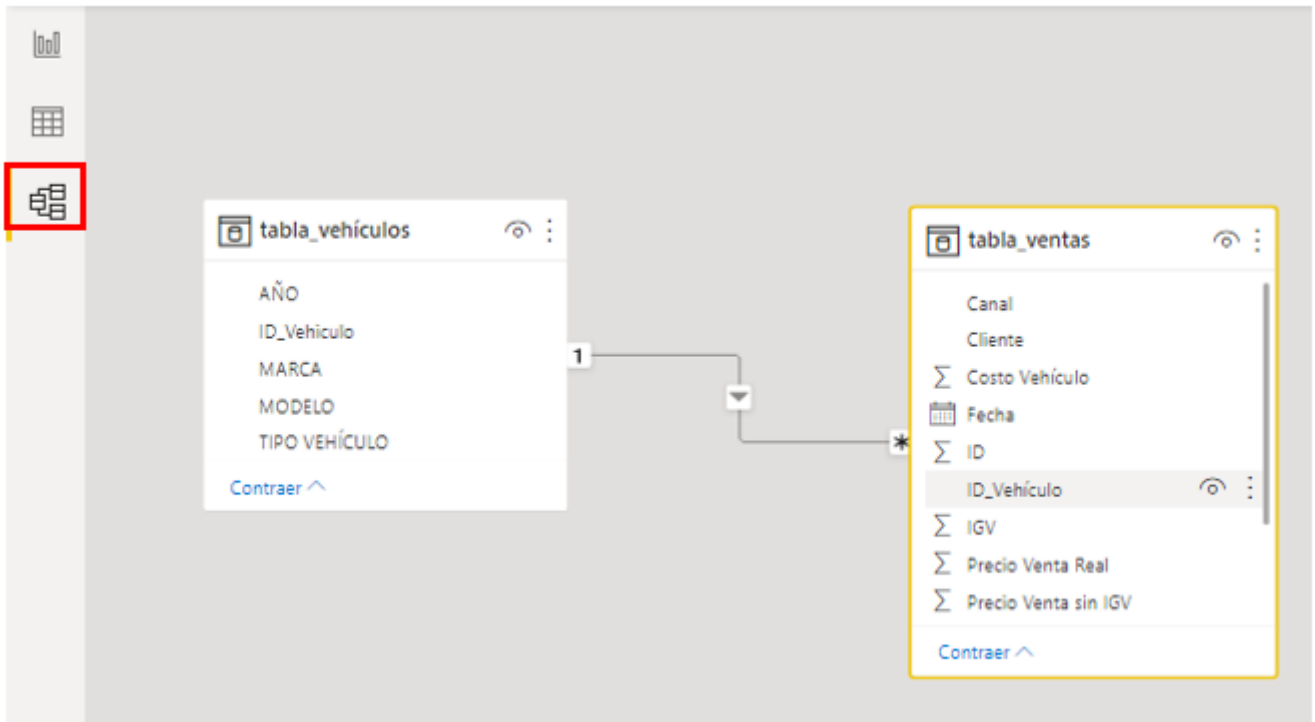 tabla_vehículos
AÑO
ID_Vehiculo
MARCA
MODELO
TIPO VEHÍCULO
Contraer
1
*
tabla_ventas
Canal
Cliente
Costo Vehículo
Fecha
ID
ID_Vehículo
IGV
Precio Venta Real
Precio Venta sin IGV
Contraer